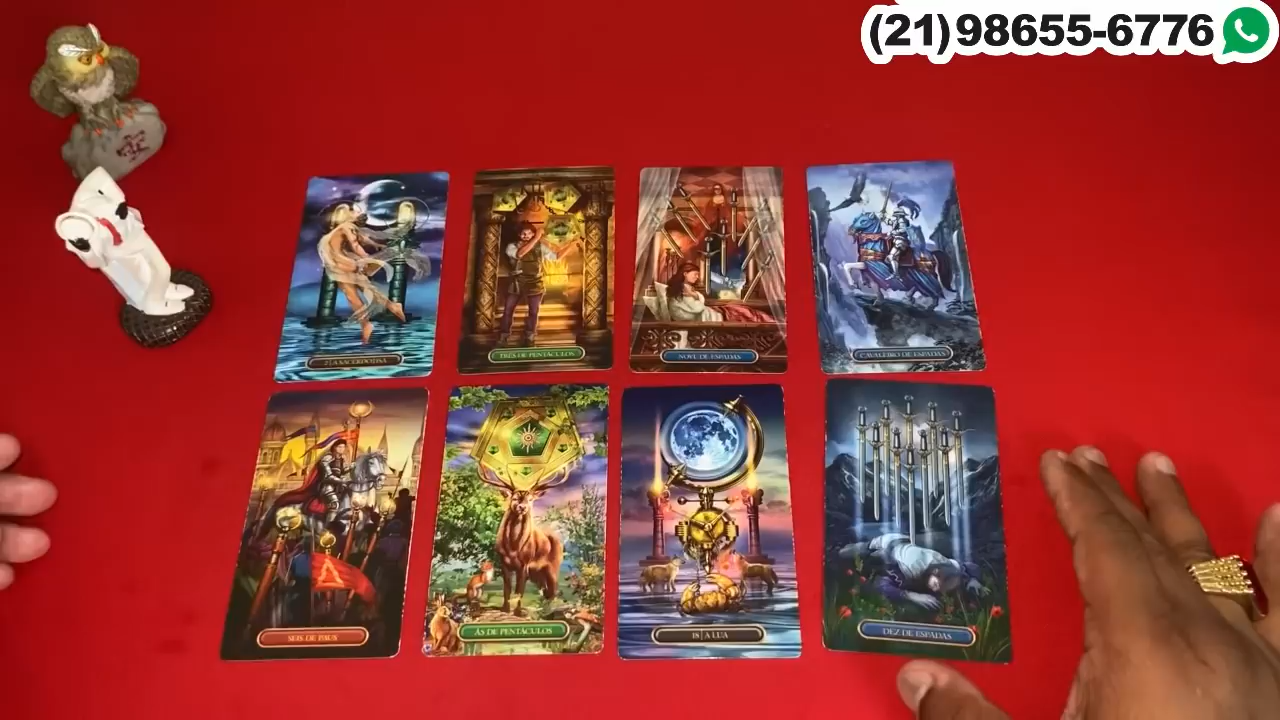 (21)98655-6776
2 | A SACERDOTISA
TRÊS DE PENTÁCULOS
NOVE DE ESPADAS
CAVALEIRO DE ESPADAS
SEIS DE PAUS
ÁS DE PENTÁCULOS
18 | A LUA
DEZ DE ESPADAS